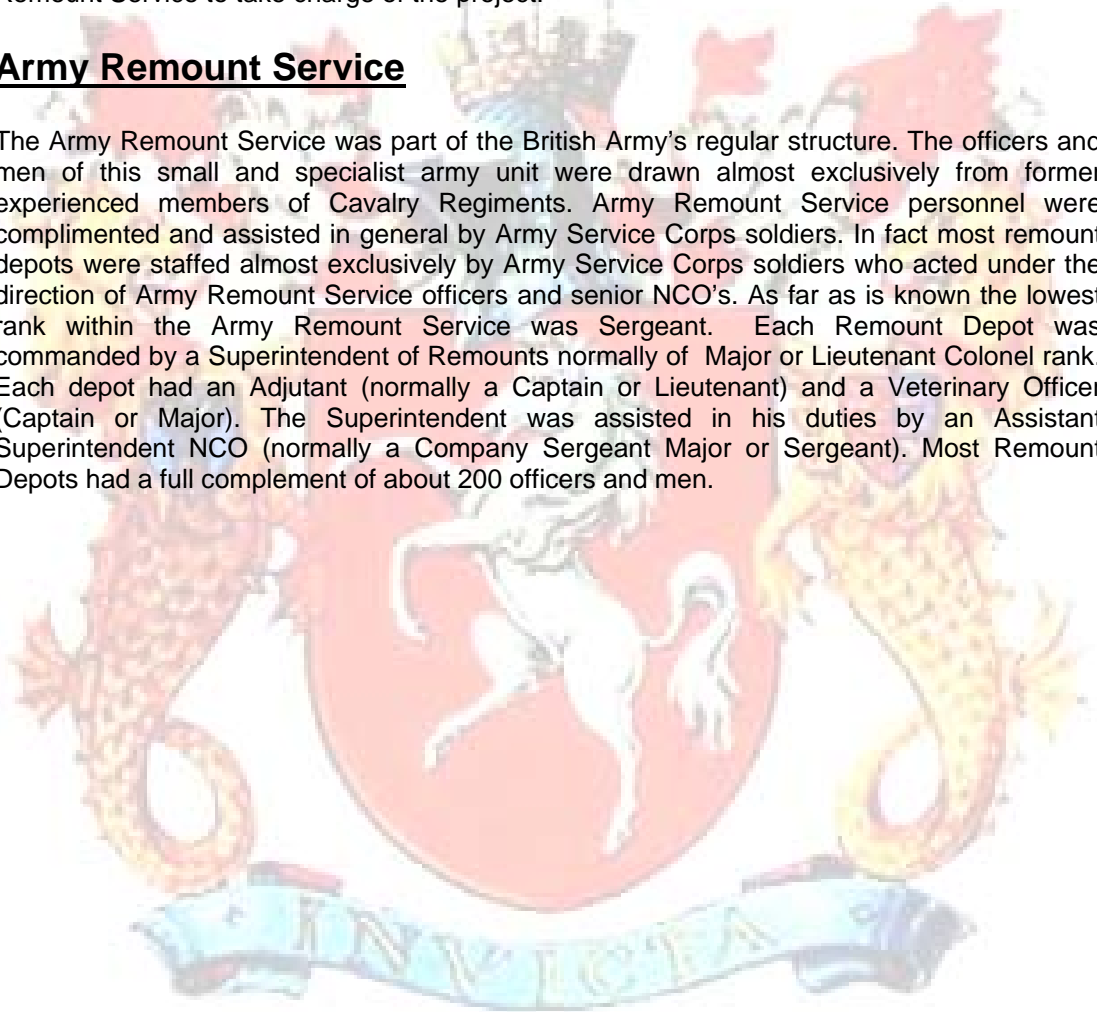 Remount Service to take charge of the project.
Army Remount Service
The Army Remount Service was part of the British Army’s regular structure. The officers and
men of this small and specialist army unit were drawn almost exclusively from former
experienced members of Cavalry Regiments. Army Remount Service personnel were
complimented and assisted in general by Army Service Corps soldiers. In fact most remount
depots were staffed almost exclusively by Army Service Corps soldiers who acted under the
direction of Army Remount Service officers and senior NCO’s. As far as is known the lowest
rank within the Army Remount Service was Sergeant. Each Remount Depot was
commanded by a Superintendent of Remounts normally of Major or Lieutenant Colonel rank.
Each depot had an Adjutant (normally a Captain or Lieutenant) and a Veterinary Officer
(Captain or Major). The Superintendent was assisted in his duties by an Assistant
Superintendent NCO (normally a Company Sergeant Major or Sergeant). Most Remount
Depots had a full complement of about 200 officers and men.
INVICTA